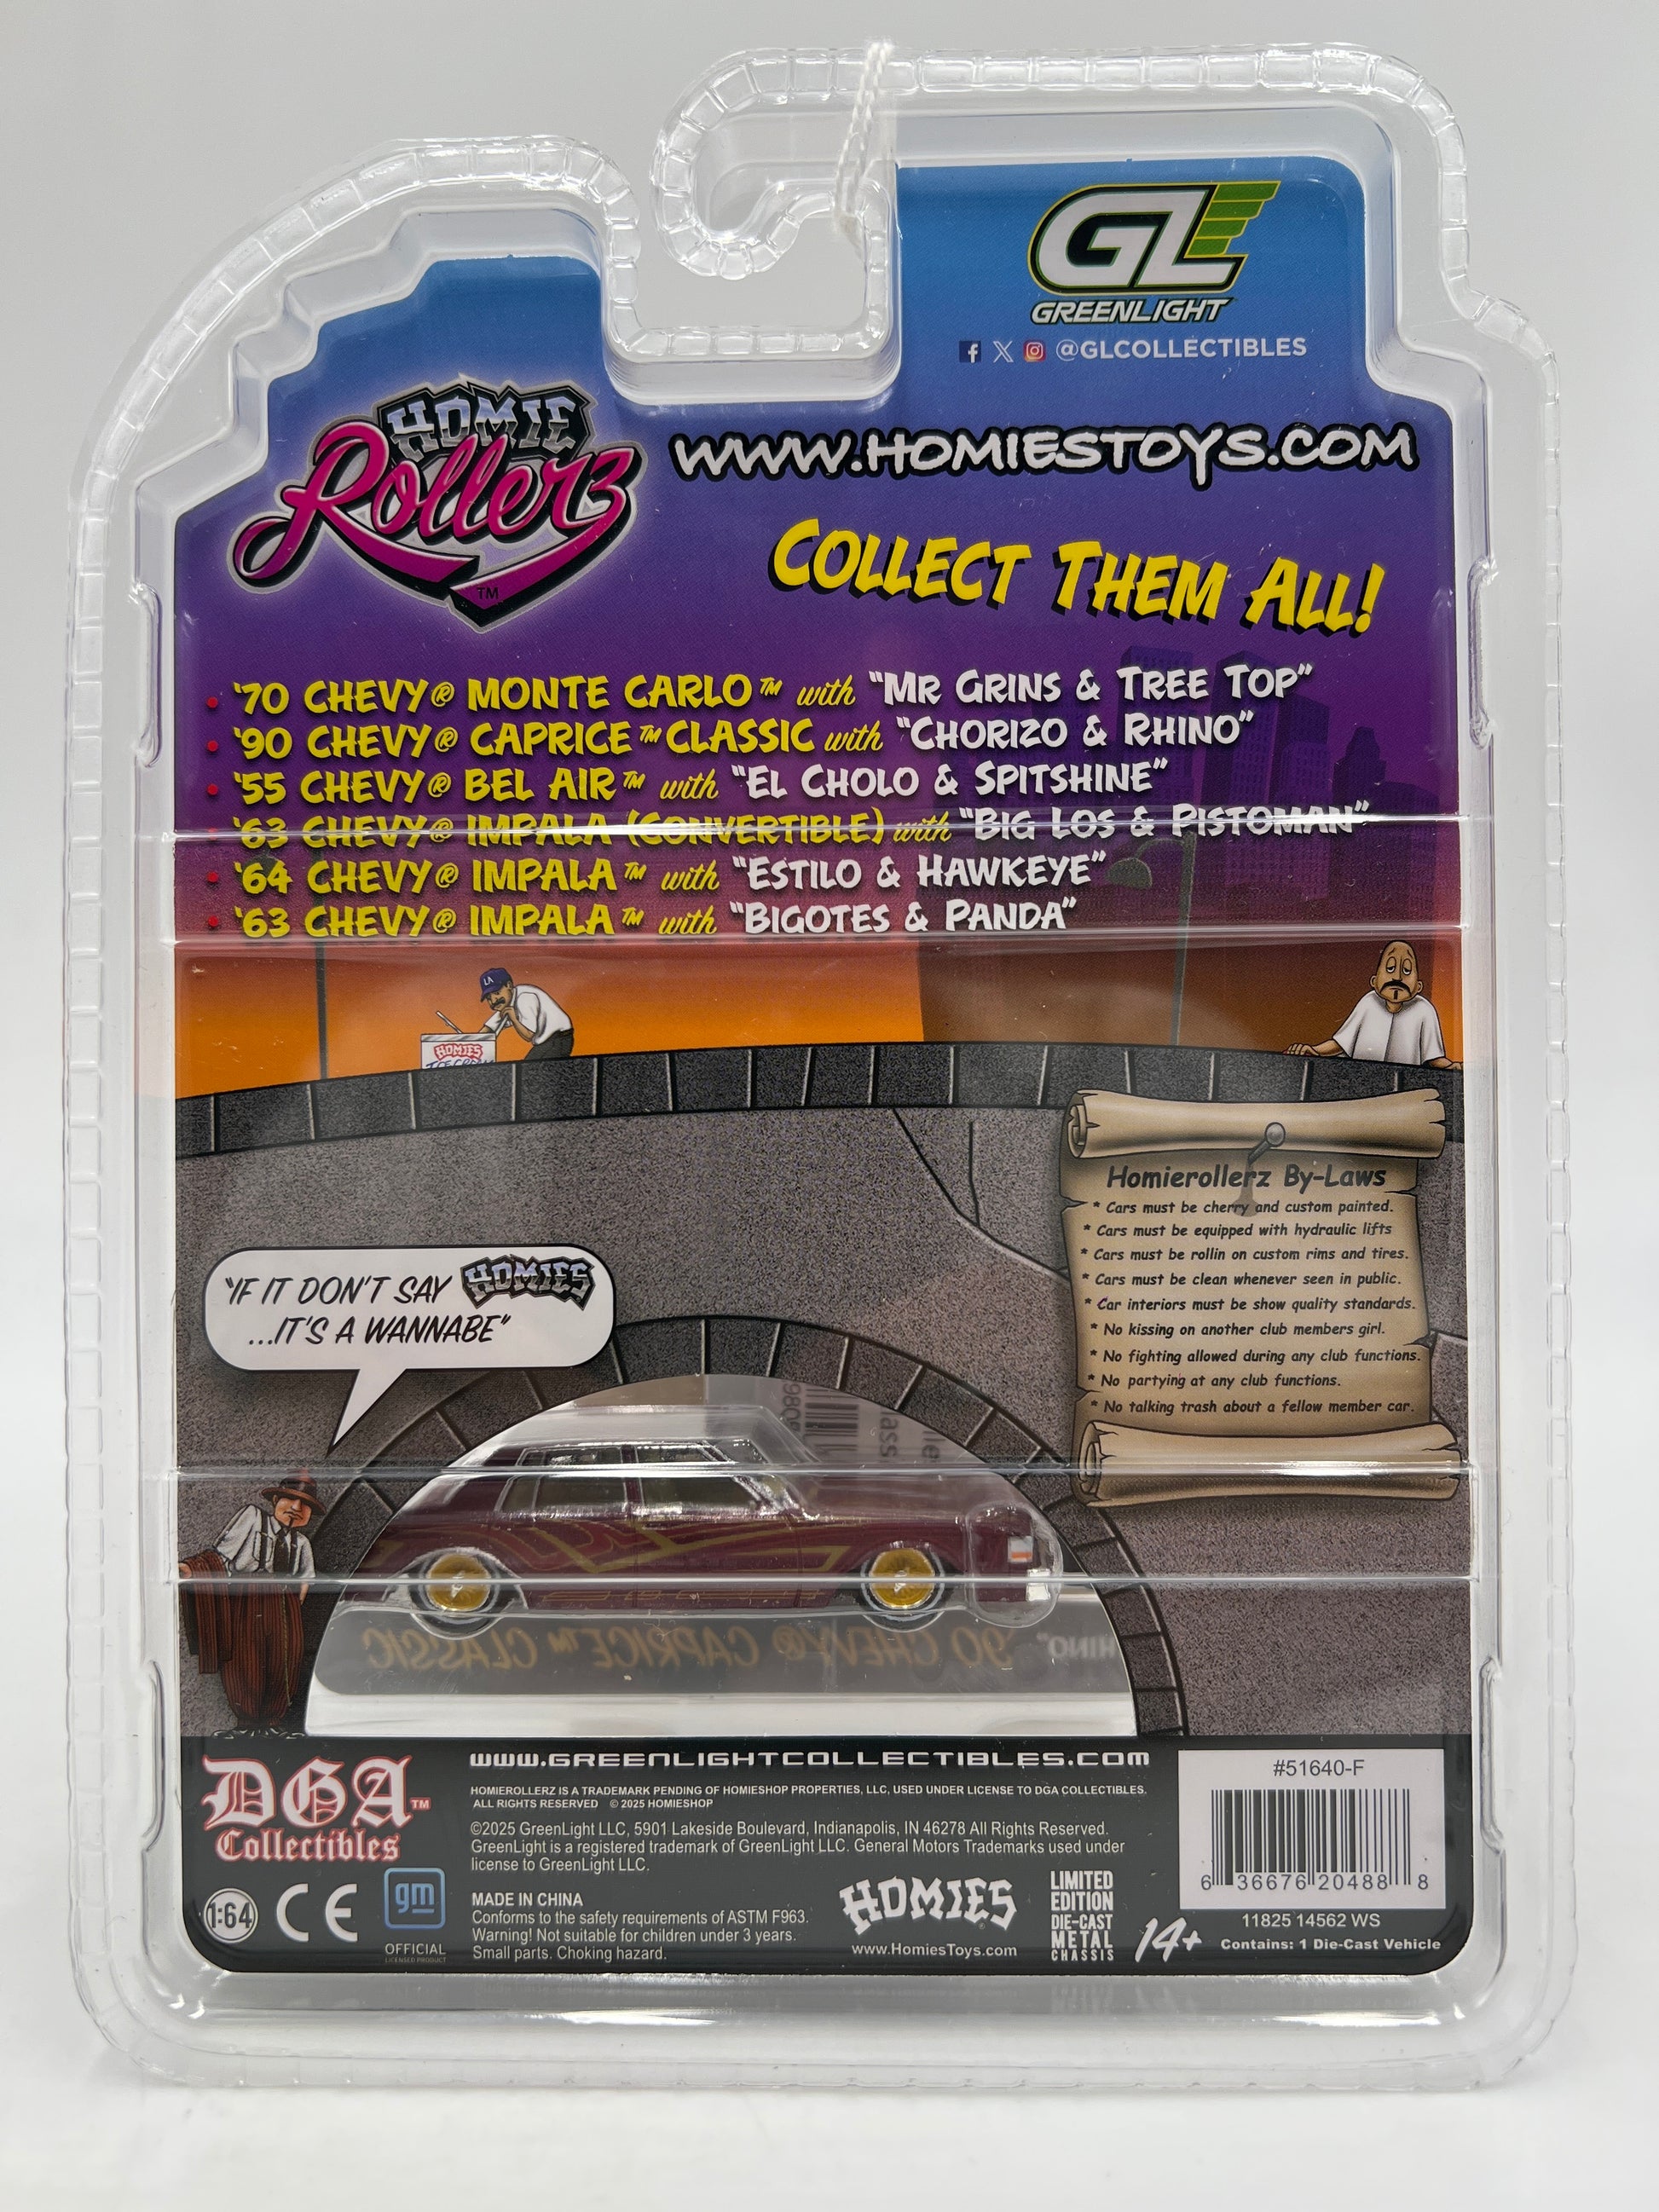 GL
GREENLIGHT
@GLCOLLECTIBLES
HOMIE
Rollerz
TM
WWW.HOMIESTOYS.COM
COLLECT THEM ALL!
• '70 CHEVY® MONTE CARLO™ with "MR GRINS & TREE TOP"
• '90 CHEVY® CAPRICE™ CLASSIC with "CHORIZO & RHINO"
• '55 CHEVY® BEL AIR™ with "EL CHOLO & SPITSHINE"
• '63 CHEVY® IMPALA (CONVERTIBLE) with "BIG LOS & PISTOMAN"
• '64 CHEVY® IMPALA™ with "ESTILO & HAWKEYE"
• '63 CHEVY® IMPALA™ with "BIGOTES & PANDA"
LA
HOMIES
ICE CREAM
Homierollerz By-Laws
* Cars must be cherry and custom painted.
* Cars must be equipped with hydraulic lifts
* Cars must be rollin on custom rims and tires.
* Cars must be clean whenever seen in public.
* Car interiors must be show quality standards.
* No kissing on another club members girl.
* No fighting allowed during any club functions.
* No partying at any club functions.
* No talking trash about a fellow member car.
"IF IT DON'T SAY HOMIES
...IT'S A WANNABE"
'90 CHEVY® CAPRICE™ CLASSIC
RHINO"
DGA™
Collectibles
1:64
CE
gm
OFFICIAL
LICENSED PRODUCT
www.GREENLIGHTCOLLECTIBLES.COM
HOMIEROLLERZ IS A TRADEMARK PENDING OF HOMIESHOP PROPERTIES, LLC, USED UNDER LICENSE TO DGA COLLECTIBLES.
ALL RIGHTS RESERVED © 2025 HOMIESHOP
©2025 GreenLight LLC, 5901 Lakeside Boulevard, Indianapolis, IN 46278 All Rights Reserved.
GreenLight is a registered trademark of GreenLight LLC. General Motors Trademarks used under
license to GreenLight LLC.
MADE IN CHINA
Conforms to the safety requirements of ASTM F963.
Warning! Not suitable for children under 3 years.
Small parts. Choking hazard.
HOMIES
www.HomiesToys.com
LIMITED
EDITION
DIE-CAST
METAL
CHASSIS
14+
#51640-F
6 36676 20488 8
11825 14562 WS
Contains: 1 Die-Cast Vehicle